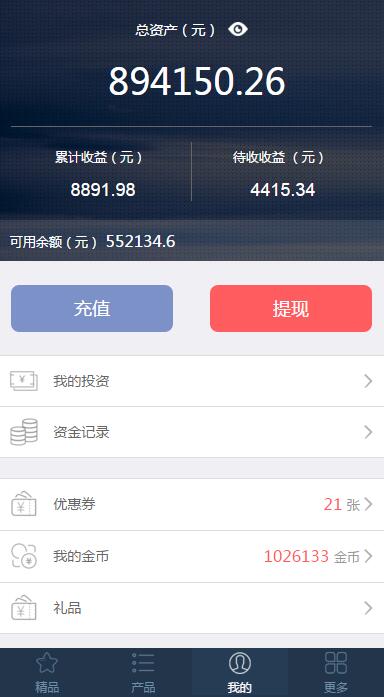 总资产（元）
894150.26
累计收益（元）
待收收益（元）
8891.98
4415.34
可用余额（元） 552134.6
充值
提现
我的投资
资金记录
优惠券 21 张
我的金币 1026133 金币
礼品
精品 产品 我的 更多